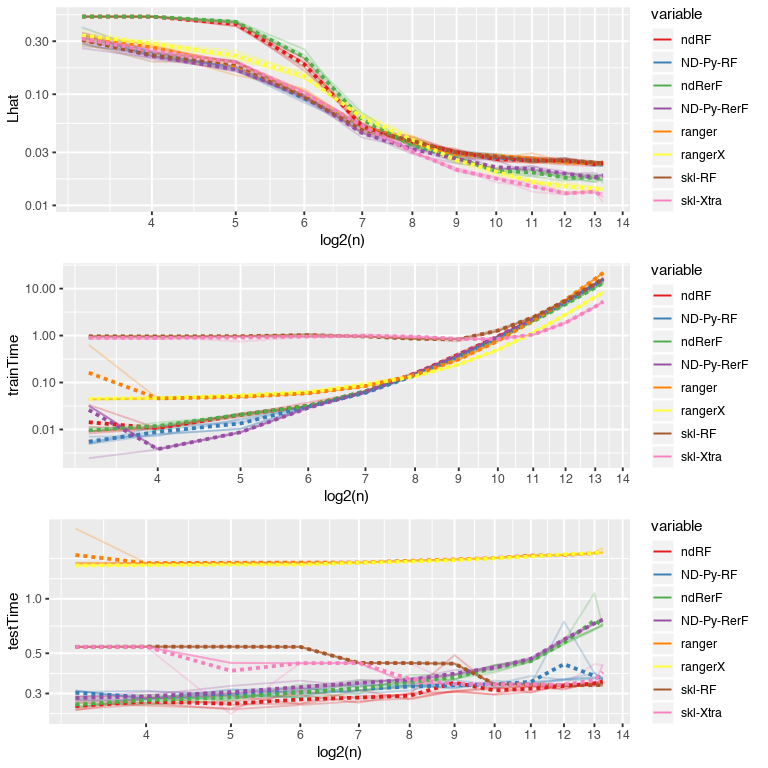 Lhat
0.30
0.10
0.03
0.01
4 5 6 7 8 9 10 11 12 13 14
log2(n)
variable
ndRF
ND-Py-RF
ndRerF
ND-Py-RerF
ranger
rangerX
skl-RF
skl-Xtra
trainTime
10.00
1.00
0.10
0.01
4 5 6 7 8 9 10 11 12 13 14
log2(n)
variable
ndRF
ND-Py-RF
ndRerF
ND-Py-RerF
ranger
rangerX
skl-RF
skl-Xtra
testTime
1.0
0.5
0.3
4 5 6 7 8 9 10 11 12 13 14
log2(n)
variable
ndRF
ND-Py-RF
ndRerF
ND-Py-RerF
ranger
rangerX
skl-RF
skl-Xtra